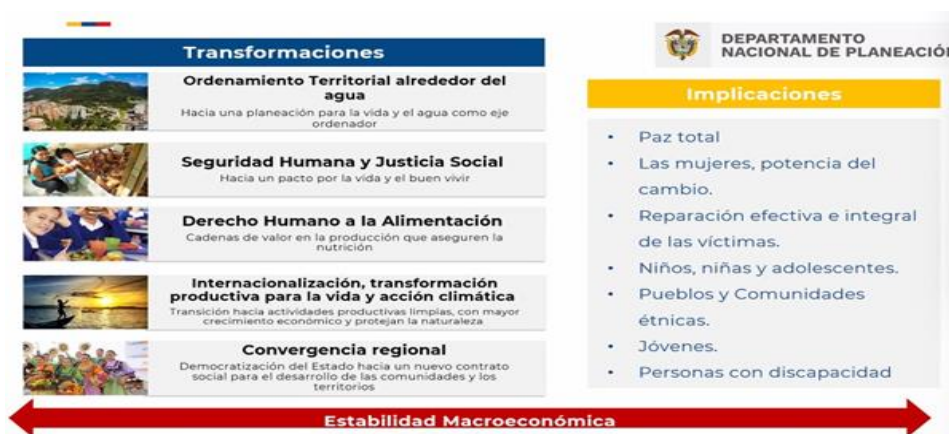 Transformaciones
Ordenamiento Territorial alrededor del
agua
Hacia una planeación para la vida y el agua como eje
ordenador
Seguridad Humana y Justicia Social
Hacia un pacto por la vida y el buen vivir
Derecho Humano a la Alimentación
Cadenas de valor en la producción que aseguren la
nutrición
Internacionalización, transformación
productiva para la vida y acción climática
Transición hacia actividades productivas limpias, con mayor
crecimiento económico y protejan la naturaleza
Convergencia regional
Democratización del Estado hacia un nuevo contrato
social para el desarrollo de las comunidades y los
territorios
DEPARTAMENTO
NACIONAL DE PLANEACIÓ
Implicaciones
• Paz total
• Las mujeres, potencia del
cambio.
• Reparación efectiva e integral
de las víctimas.
• Niños, niñas y adolescentes.
• Pueblos y Comunidades
étnicas.
• Jóvenes.
• Personas con discapacidad
Estabilidad Macroeconómica